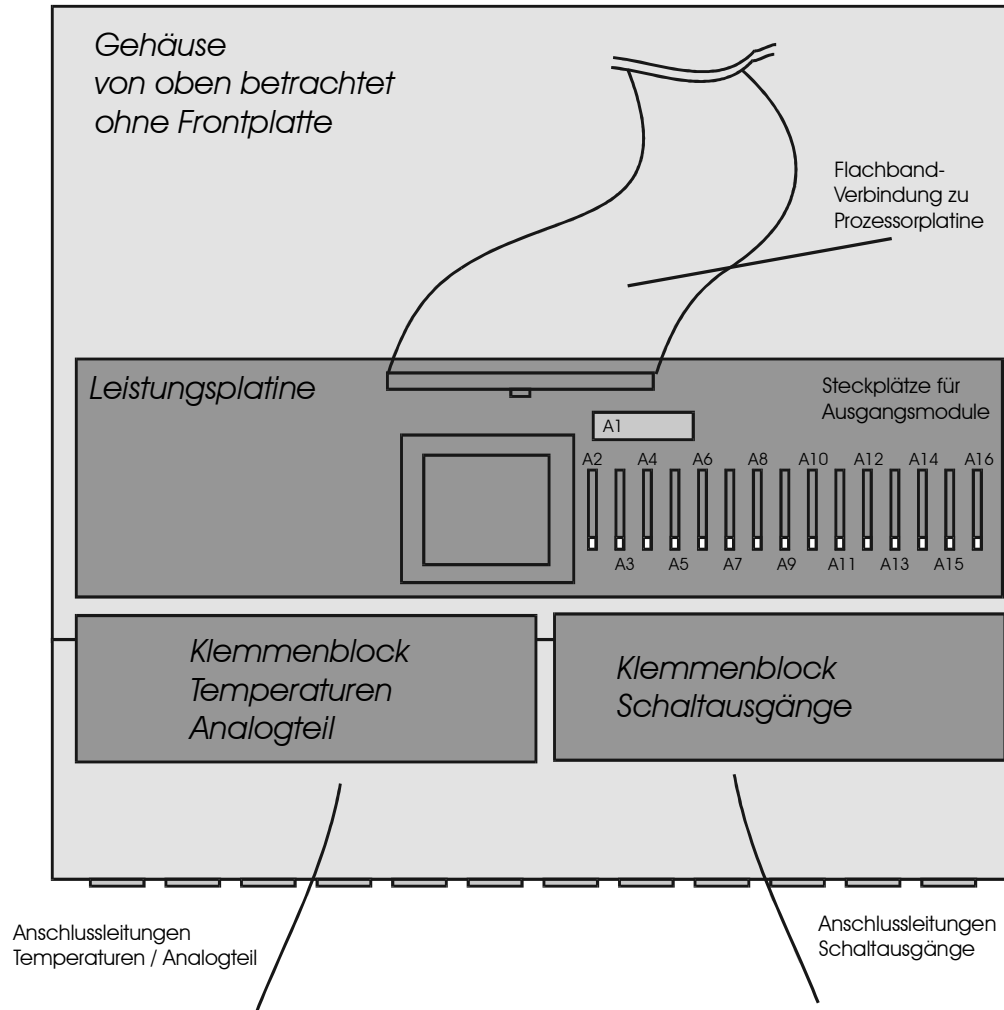 Gehäuse
von oben betrachtet
ohne Frontplatte
Flachband-
Verbindung zu
Prozessorplatine
Leistungsplatine
Steckplätze für
Ausgangsmodule
A1
A2 A4 A6 A8 A10 A12 A14 A16
A3 A5 A7 A9 A11 A13 A15
Klemmenblock
Temperaturen
Analogteil
Klemmenblock
Schaltausgänge
Anschlussleitungen
Temperaturen / Analogteil
Anschlussleitungen
Schaltausgänge